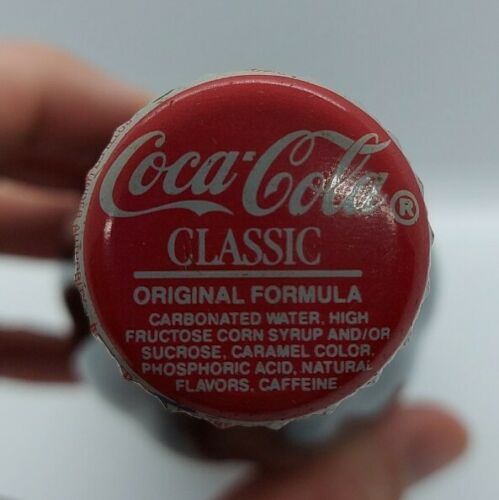 Coca-Cola ®
CLASSIC
ORIGINAL FORMULA
CARBONATED WATER, HIGH
FRUCTOSE CORN SYRUP AND/OR
SUCROSE, CARAMEL COLOR,
PHOSPHORIC ACID, NATURAL
FLAVORS, CAFFEINE